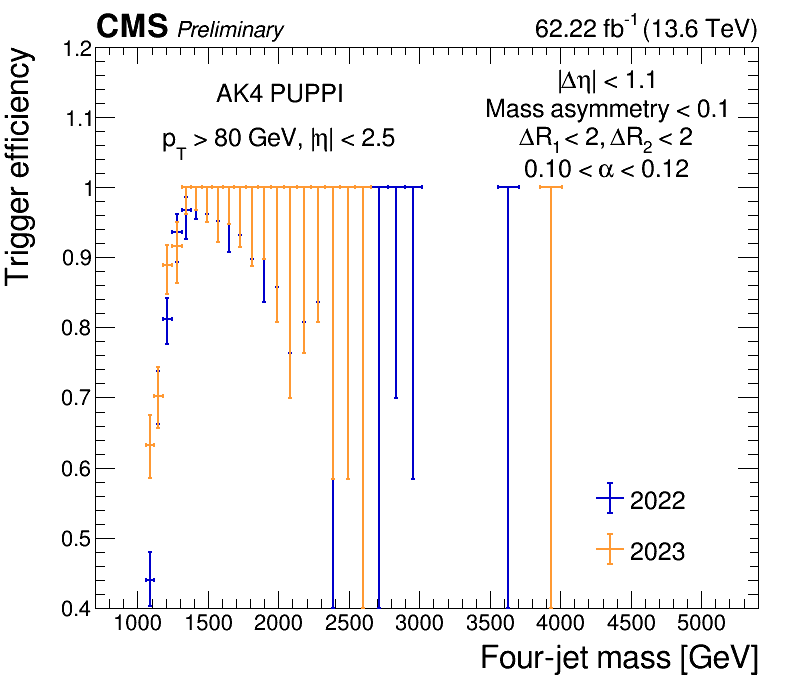 CMS Preliminary
62.22 fb⁻¹ (13.6 TeV)
AK4 PUPPI
p_T > 80 GeV, |η| < 2.5
|Δη| < 1.1
Mass asymmetry < 0.1
ΔR₁ < 2, ΔR₂ < 2
0.10 < α < 0.12
Trigger efficiency
1.2
1.1
1
0.9
0.8
0.7
0.6
0.5
0.4
2022
2023
1000 1500 2000 2500 3000 3500 4000 4500 5000
Four-jet mass [GeV]